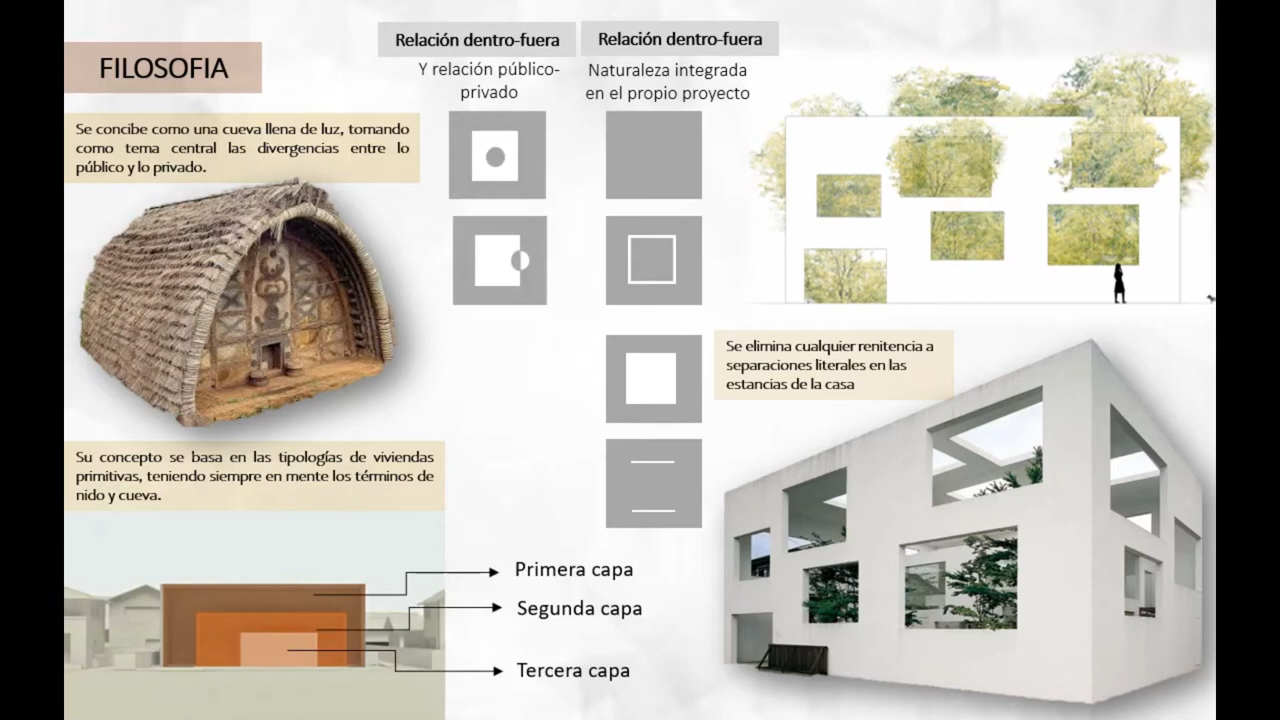 FILOSOFIA
Se concibe como una cueva llena de luz, tomando
como tema central las divergencias entre lo
público y lo privado.
Relación dentro-fuera
Y relación público-
privado
Relación dentro-fuera
Naturaleza integrada
en el propio proyecto
Se elimina cualquier renitencia a
separaciones literales en las
estancias de la casa
Su concepto se basa en las tipologías de viviendas
primitivas, teniendo siempre en mente los términos de
nido y cueva.
Primera capa
Segunda capa
Tercera capa